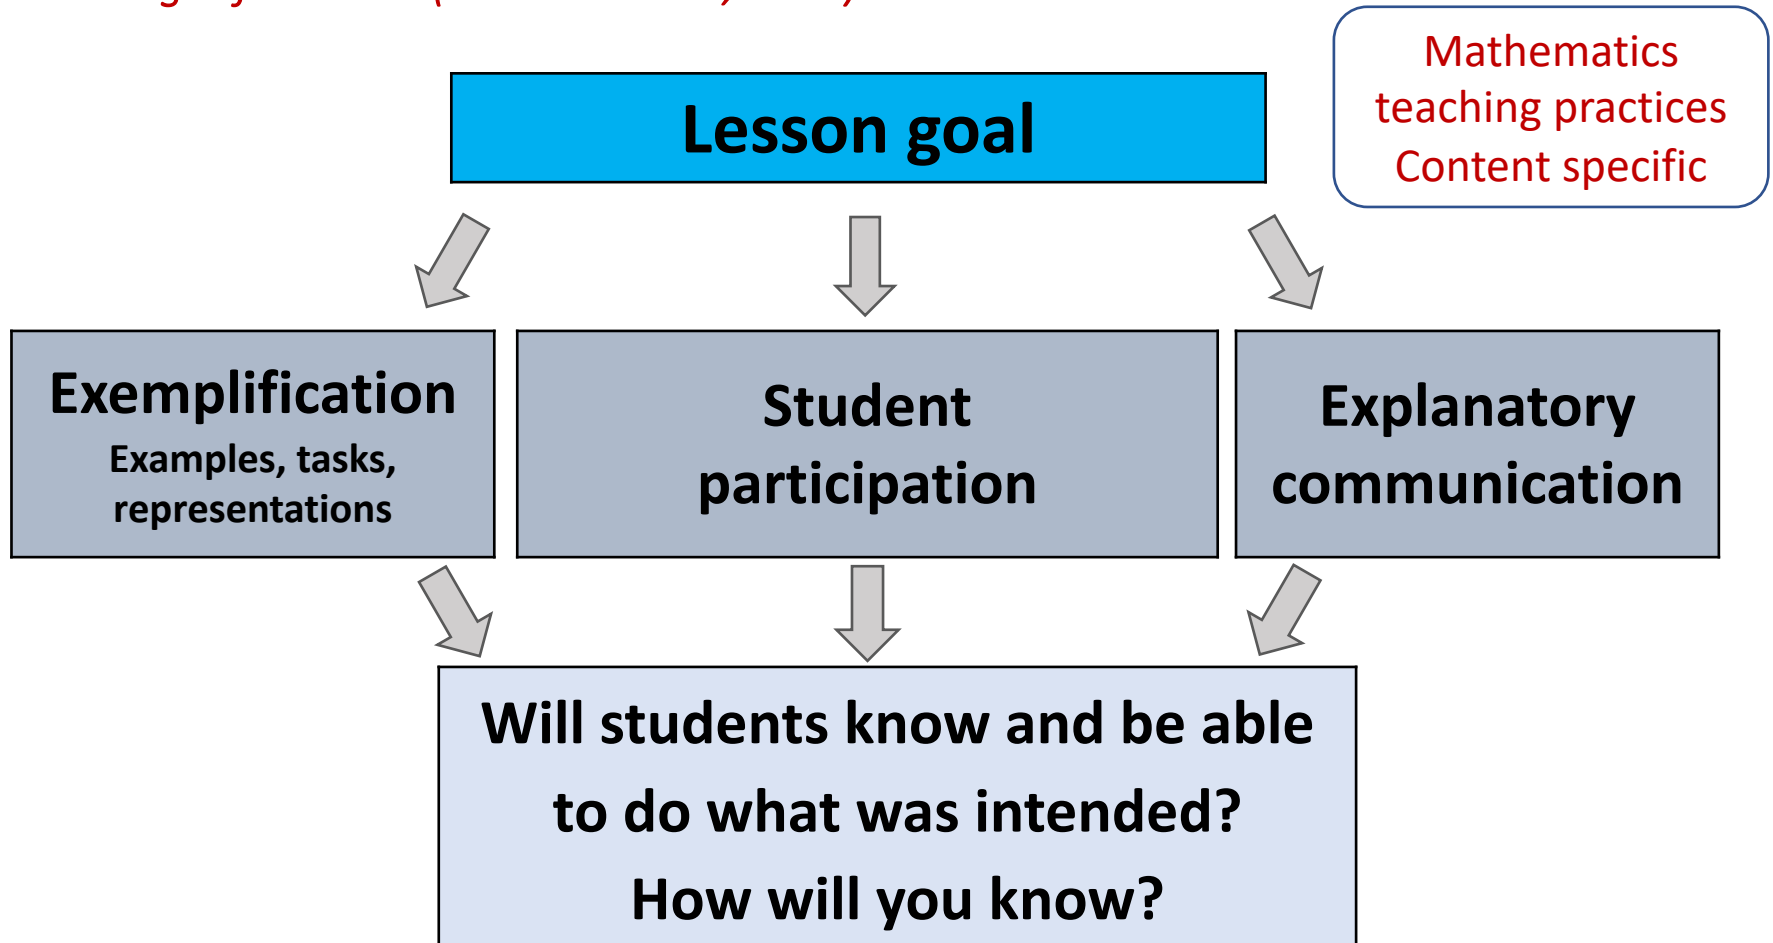 Mathematics
teaching practices
Content specific
Lesson goal
Exemplification
Examples, tasks,
representations
Student
participation
Explanatory
communication
Will students know and be able
to do what was intended?
How will you know?